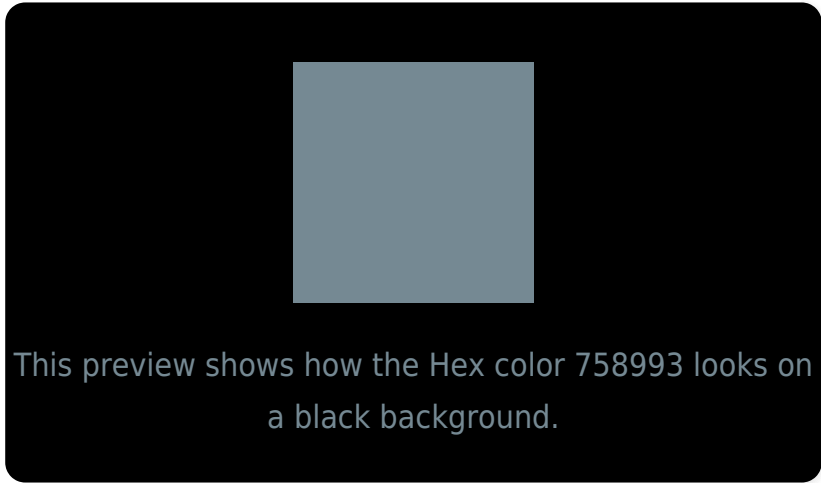 This preview shows how the Hex color 758993 looks on
a black background.